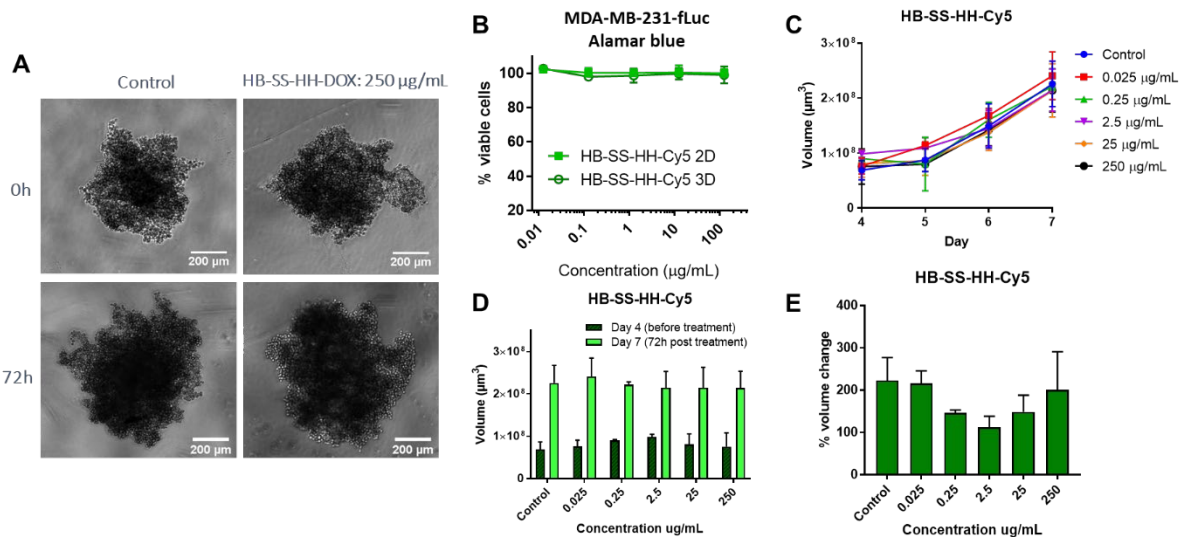 A
Control
HB-SS-HH-DOX: 250 µg/mL
0h
200 µm
200 µm
72h
200 µm
200 µm
B
MDA-MB-231-fLuc
Alamar blue
% viable cells
100
80
60
40
20
HB-SS-HH-Cy5 2D
HB-SS-HH-Cy5 3D
0.01
0.1
1
10
100
Concentration (µg/mL)
C
HB-SS-HH-Cy5
Volume (µm³)
3×10⁸
2×10⁸
1×10⁸
0
4
5
6
7
Day
Control
0.025 µg/mL
0.25 µg/mL
2.5 µg/mL
25 µg/mL
250 µg/mL
D
HB-SS-HH-Cy5
Day 4 (before treatment)
Day 7 (72h post treatment)
Volume (µm³)
3×10⁸
2×10⁸
1×10⁸
0
Control
0.025
0.25
2.5
25
250
Concentration ug/mL
E
HB-SS-HH-Cy5
% volume change
400
300
200
100
0
Control
0.025
0.25
2.5
25
250
Concentration ug/mL